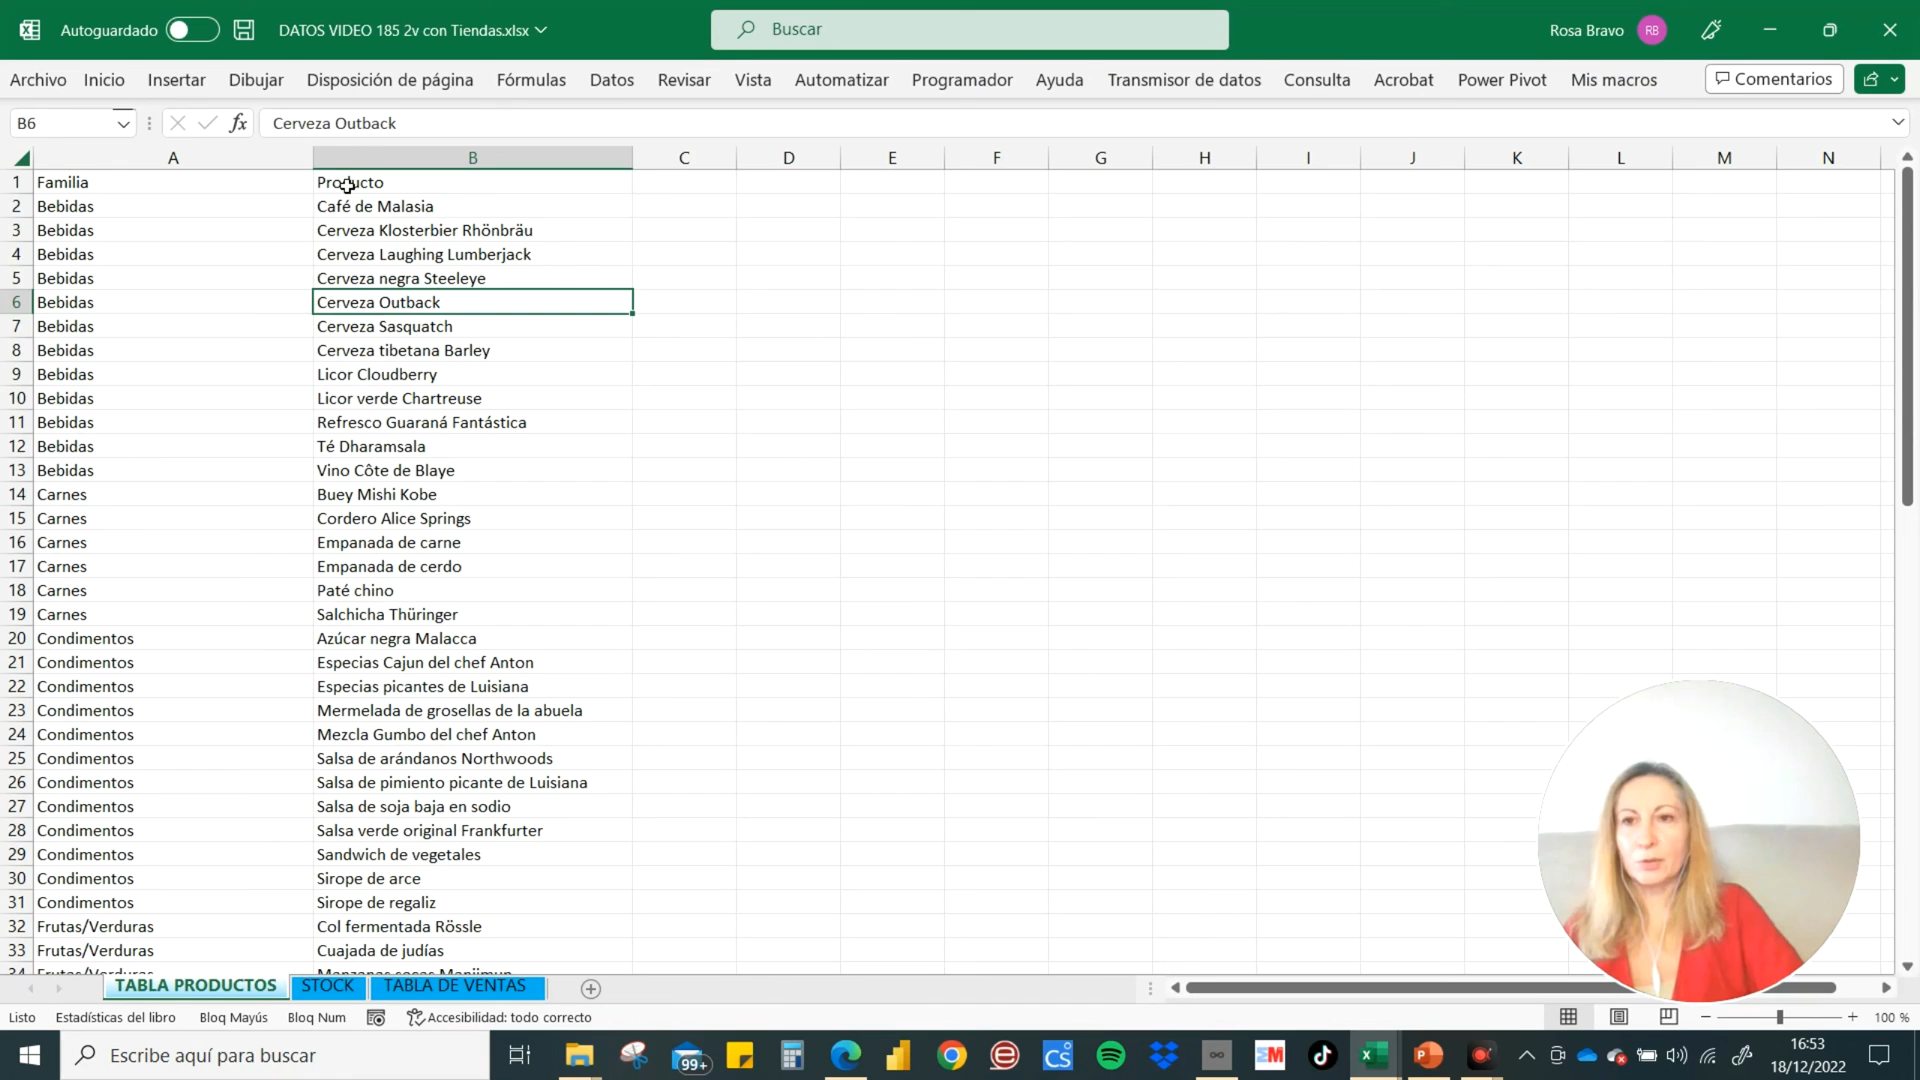 Autoguardado
DATOS VIDEO 185 2v con Tiendas.xlsx
Buscar
Rosa Bravo
RB
Archivo Inicio Insertar Dibujar Disposición de página Fórmulas Datos Revisar Vista Automatizar Programador Ayuda Transmisor de datos Consulta Acrobat Power Pivot Mis macros Comentarios
B6 fx Cerveza Outback
A B C D E F G H I J K L M N
1 Familia Producto
2 Bebidas Café de Malasia
3 Bebidas Cerveza Klosterbier Rhönbräu
4 Bebidas Cerveza Laughing Lumberjack
5 Bebidas Cerveza negra Steeleye
6 Bebidas Cerveza Outback
7 Bebidas Cerveza Sasquatch
8 Bebidas Cerveza tibetana Barley
9 Bebidas Licor Cloudberry
10 Bebidas Licor verde Chartreuse
11 Bebidas Refresco Guaraná Fantástica
12 Bebidas Té Dharamsala
13 Bebidas Vino Côte de Blaye
14 Carnes Buey Mishi Kobe
15 Carnes Cordero Alice Springs
16 Carnes Empanada de carne
17 Carnes Empanada de cerdo
18 Carnes Paté chino
19 Carnes Salchicha Thüringer
20 Condimentos Azúcar negra Malacca
21 Condimentos Especias Cajun del chef Anton
22 Condimentos Especias picantes de Luisiana
23 Condimentos Mermelada de grosellas de la abuela
24 Condimentos Mezcla Gumbo del chef Anton
25 Condimentos Salsa de arándanos Northwoods
26 Condimentos Salsa de pimiento picante de Luisiana
27 Condimentos Salsa de soja baja en sodio
28 Condimentos Salsa verde original Frankfurter
29 Condimentos Sandwich de vegetales
30 Condimentos Sirope de arce
31 Condimentos Sirope de regaliz
32 Frutas/Verduras Col fermentada Rössle
33 Frutas/Verduras Cuajada de judías
34 Frutas/Verduras Manzanas secas Manjimup
TABLA PRODUCTOS STOCK TABLA DE VENTAS
Listo Estadísticas del libro Bloq Mayús Bloq Num Accesibilidad: todo correcto 100 %
Escribe aquí para buscar
99+
CS
16:53
18/12/2022